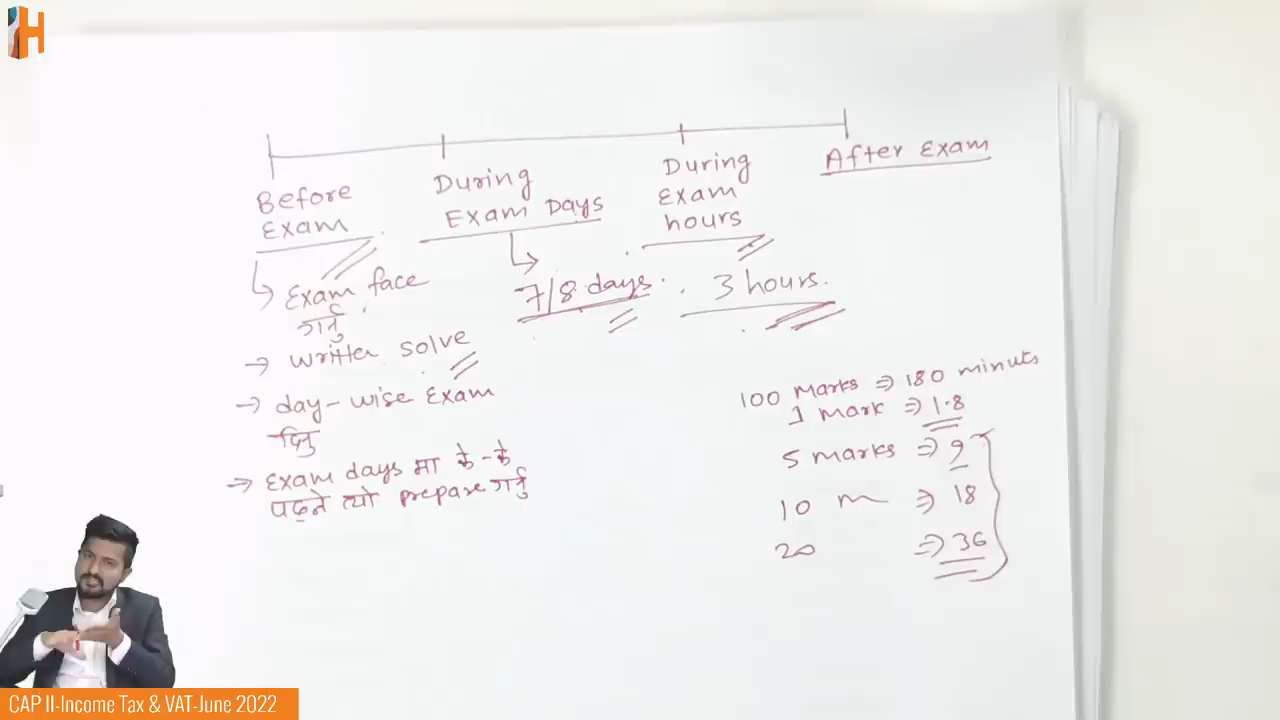 H
Before
Exam
During
Exam Days
During
Exam
hours
After Exam
Exam face
गर्नु
7/8 days.
3 hours.
→ writter solve
→ day-wise Exam
दिनु
→ Exam days मा के-के
पढ्ने त्यो prepare गर्नु
100 Marks ⇒ 180 minuts
1 Mark ⇒ 1.8
5 marks ⇒ 9
10 m ⇒ 18
20 ⇒ 36
CAP II-Income Tax & VAT-June 2022